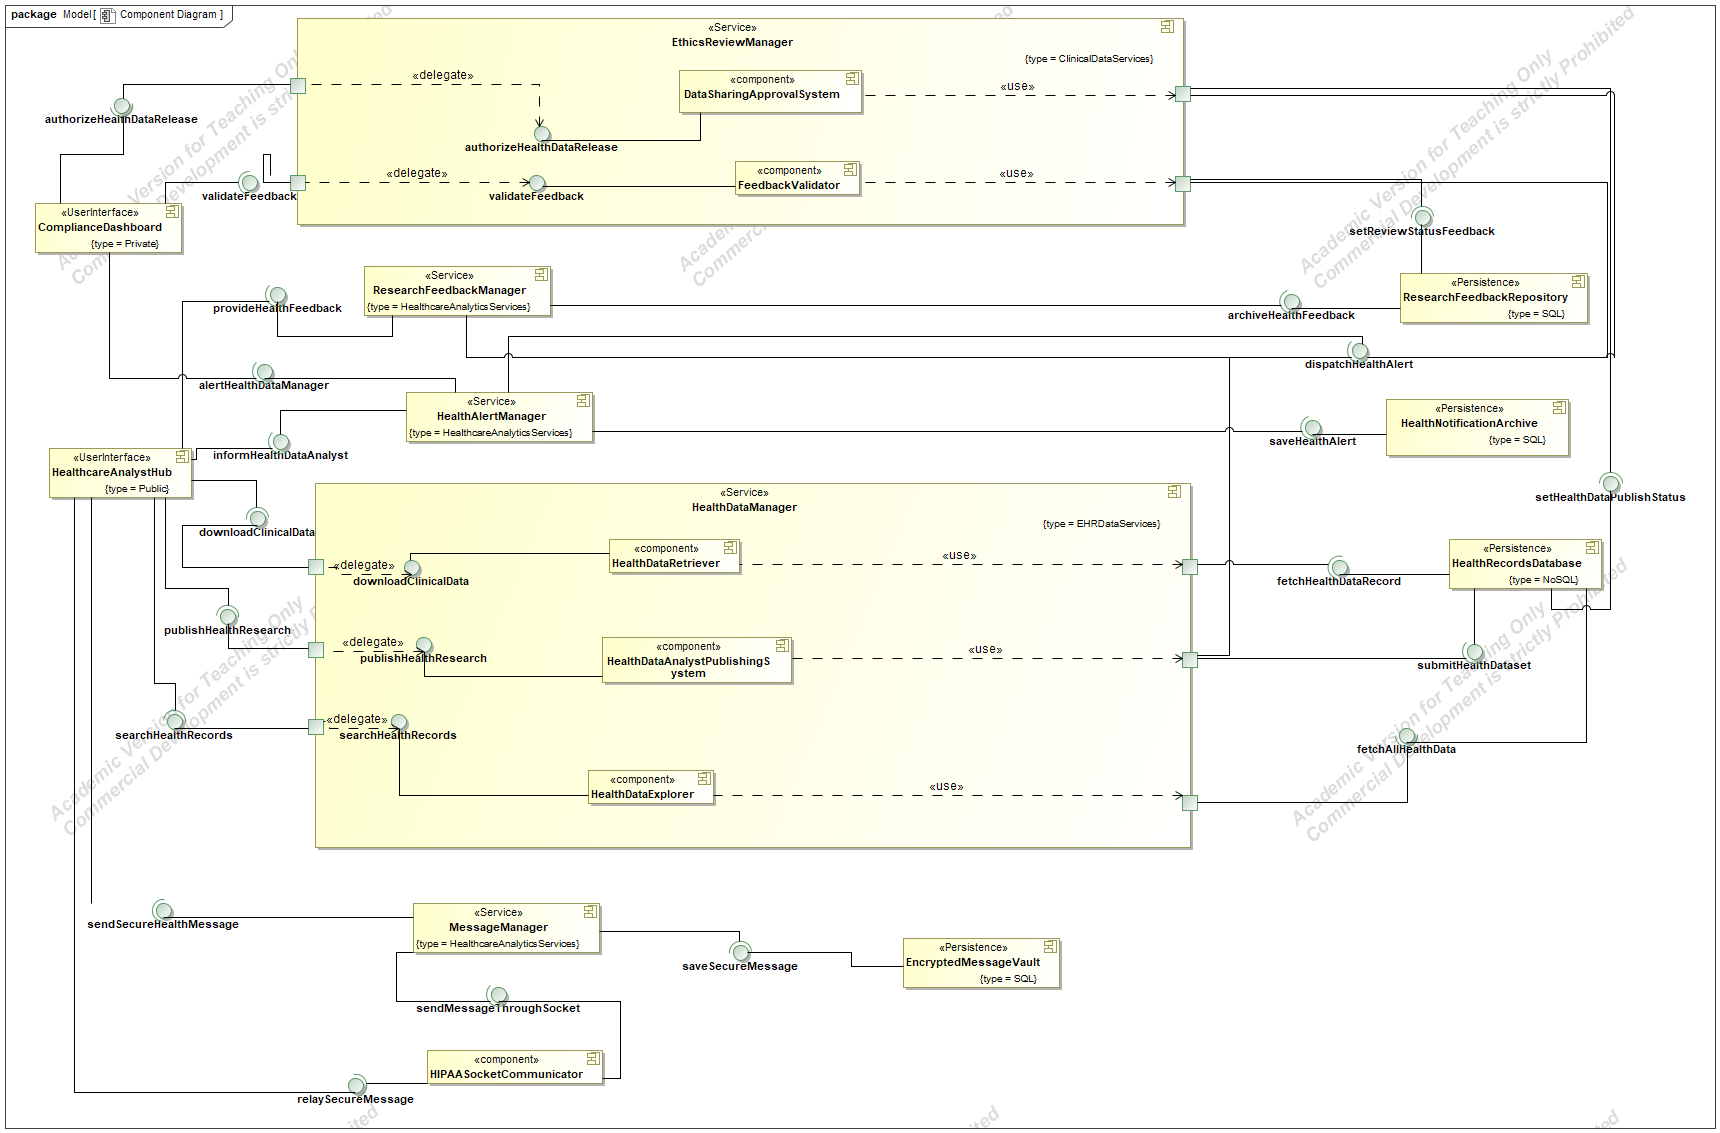 package Model[ Component Diagram ]
«Service»
EthicsReviewManager
{type = ClinicalDataServices}
«delegate»
«component»
DataSharingApprovalSystem
«use»
authorizeHealthDataRelease
authorizeHealthDataRelease
«delegate»
«component»
FeedbackValidator
«use»
validateFeedback
validateFeedback
«UserInterface»
ComplianceDashboard
{type = Private}
setReviewStatusFeedback
«Service»
ResearchFeedbackManager
{type = HealthcareAnalyticsServices}
provideHealthFeedback
«Persistence»
ResearchFeedbackRepository
{type = SQL}
archiveHealthFeedback
dispatchHealthAlert
alertHealthDataManager
«Service»
HealthAlertManager
{type = HealthcareAnalyticsServices}
«Persistence»
HealthNotificationArchive
{type = SQL}
saveHealthAlert
informHealthDataAnalyst
«UserInterface»
HealthcareAnalystHub
{type = Public}
setHealthDataPublishStatus
«Service»
HealthDataManager
{type = EHRDataServices}
downloadClinicalData
«delegate»
downloadClinicalData
«component»
HealthDataRetriever
«use»
fetchHealthDataRecord
«Persistence»
HealthRecordsDatabase
{type = NoSQL}
publishHealthResearch
«delegate»
publishHealthResearch
«component»
HealthDataAnalystPublishingS
ystem
«use»
submitHealthDataset
searchHealthRecords
«delegate»
searchHealthRecords
fetchAllHealthData
«component»
HealthDataExplorer
«use»
sendSecureHealthMessage
«Service»
MessageManager
{type = HealthcareAnalyticsServices}
saveSecureMessage
«Persistence»
EncryptedMessageVault
{type = SQL}
sendMessageThroughSocket
«component»
HIPAASocketCommunicator
relaySecureMessage
Academic Version for Teaching Only
Commercial Development is strictly Prohibited